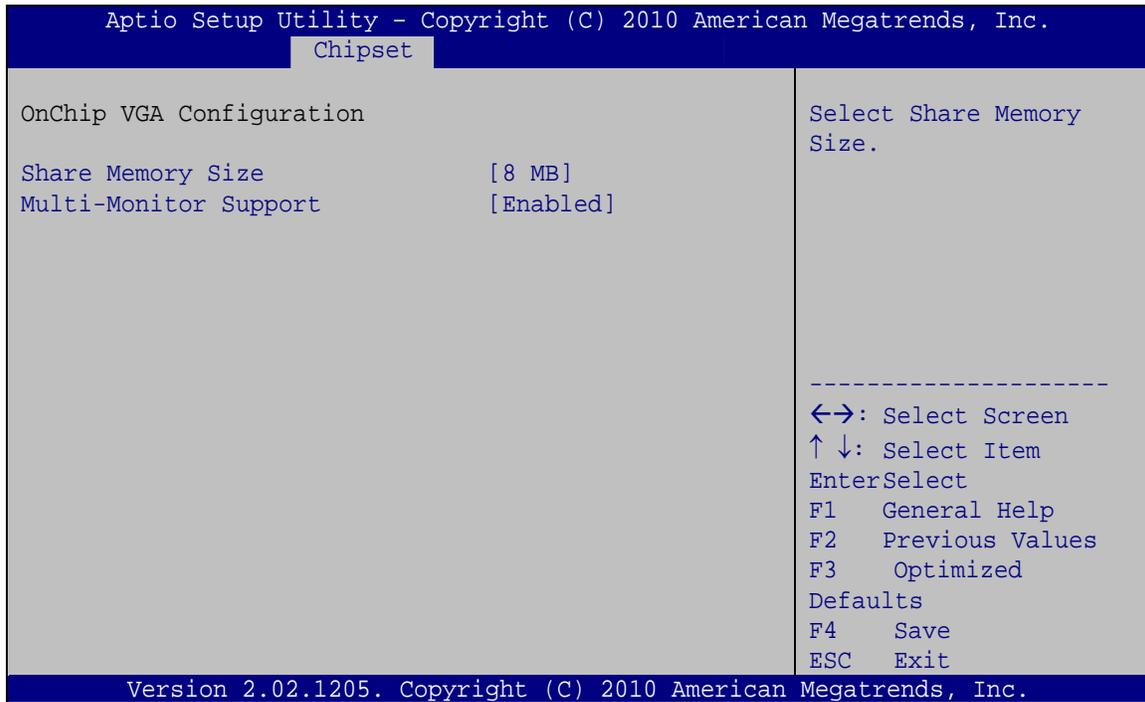 Aptio Setup Utility – Copyright (C) 2010 American Megatrends, Inc.
Chipset
OnChip VGA Configuration
Share Memory Size [8 MB]
Multi-Monitor Support [Enabled]
Select Share Memory
Size.
---------------------
←→: Select Screen
↑ ↓: Select Item
EnterSelect
F1 General Help
F2 Previous Values
F3 Optimized
Defaults
F4 Save
ESC Exit
Version 2.02.1205. Copyright (C) 2010 American Megatrends, Inc.